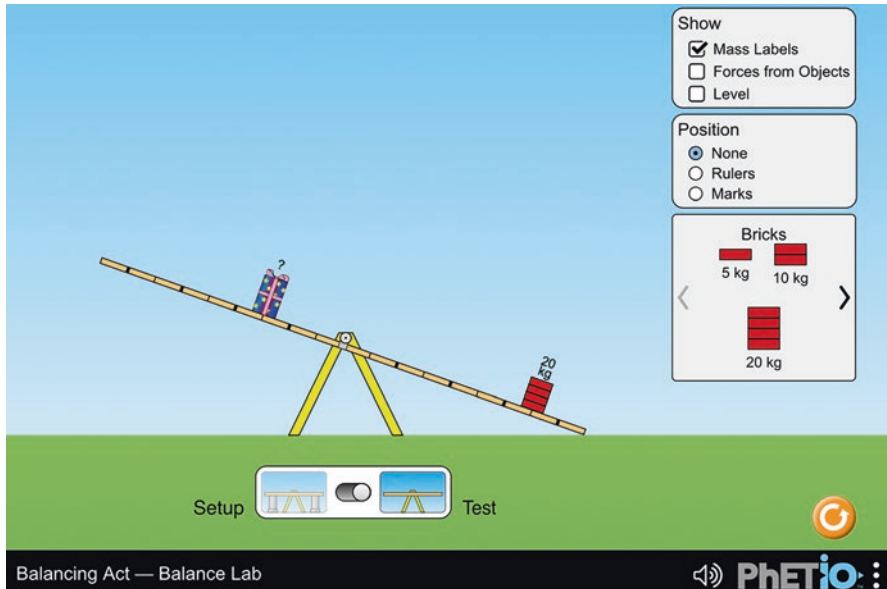 Show
Mass Labels
Forces from Objects
Level
Position
None
Rulers
Marks
Bricks
5 kg
10 kg
20 kg
?
20
kg
Setup
Test
Balancing Act — Balance Lab
PhETiO